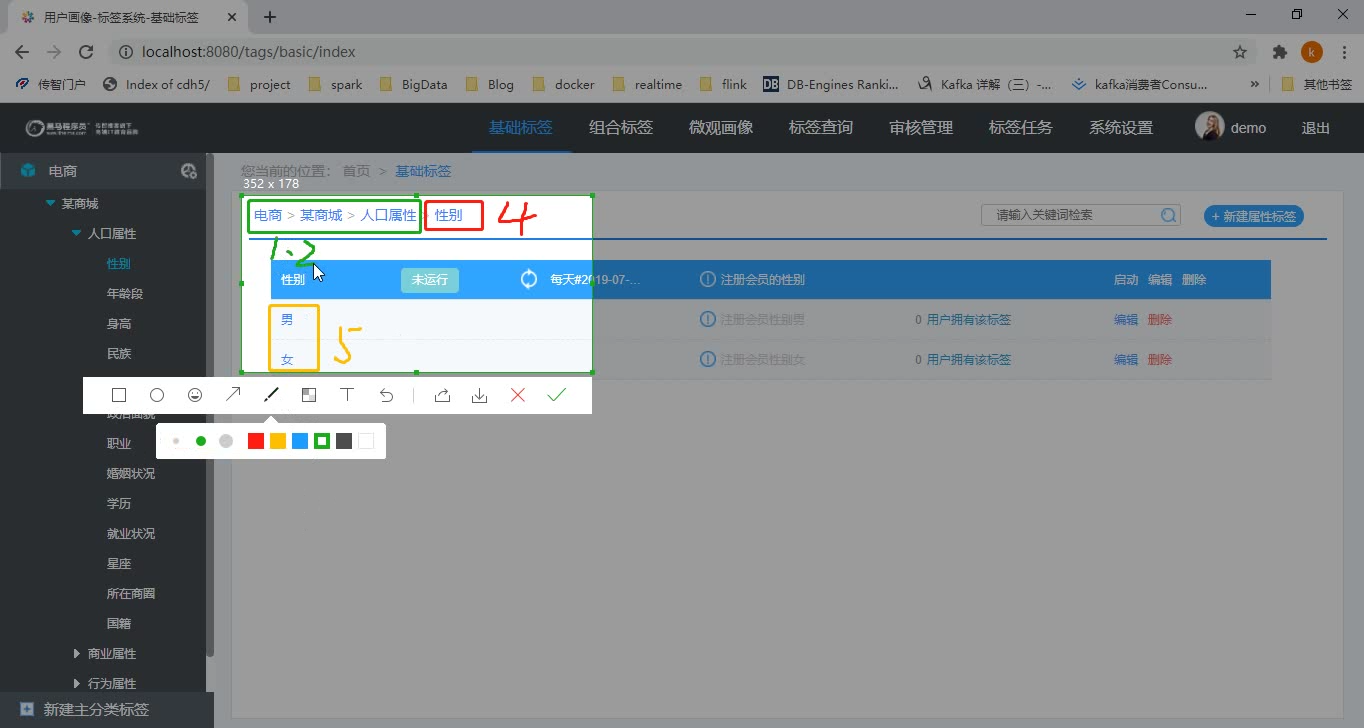 用户画像-标签系统-基础标签
localhost:8080/tags/basic/index
传智门户 Index of cdh5/ project spark BigData Blog docker realtime flink DB-Engines Ranki... Kafka 详解（三）-... kafka消费者Consu... » 其他书签
黑马程序员 基础标签 组合标签 微观画像 标签查询 审核管理 标签任务 系统设置 demo 退出
电商
您当前的位置： 首页 > 基础标签
352 x 178
某商城
电商 > 某商城 > 人口属性 性别 4
请输入关键词检索
+ 新建属性标签
人口属性
1.2
性别
性别 未运行 每天#2019-07-... 注册会员的性别 启动 编辑 删除
年龄段
男 注册会员性别男 0 用户拥有该标签 编辑 删除
身高
5
民族
女 注册会员性别女 0 用户拥有该标签 编辑 删除
T
政治面貌
职业
婚姻状况
学历
就业状况
星座
所在商圈
国籍
商业属性
行为属性
新建主分类标签